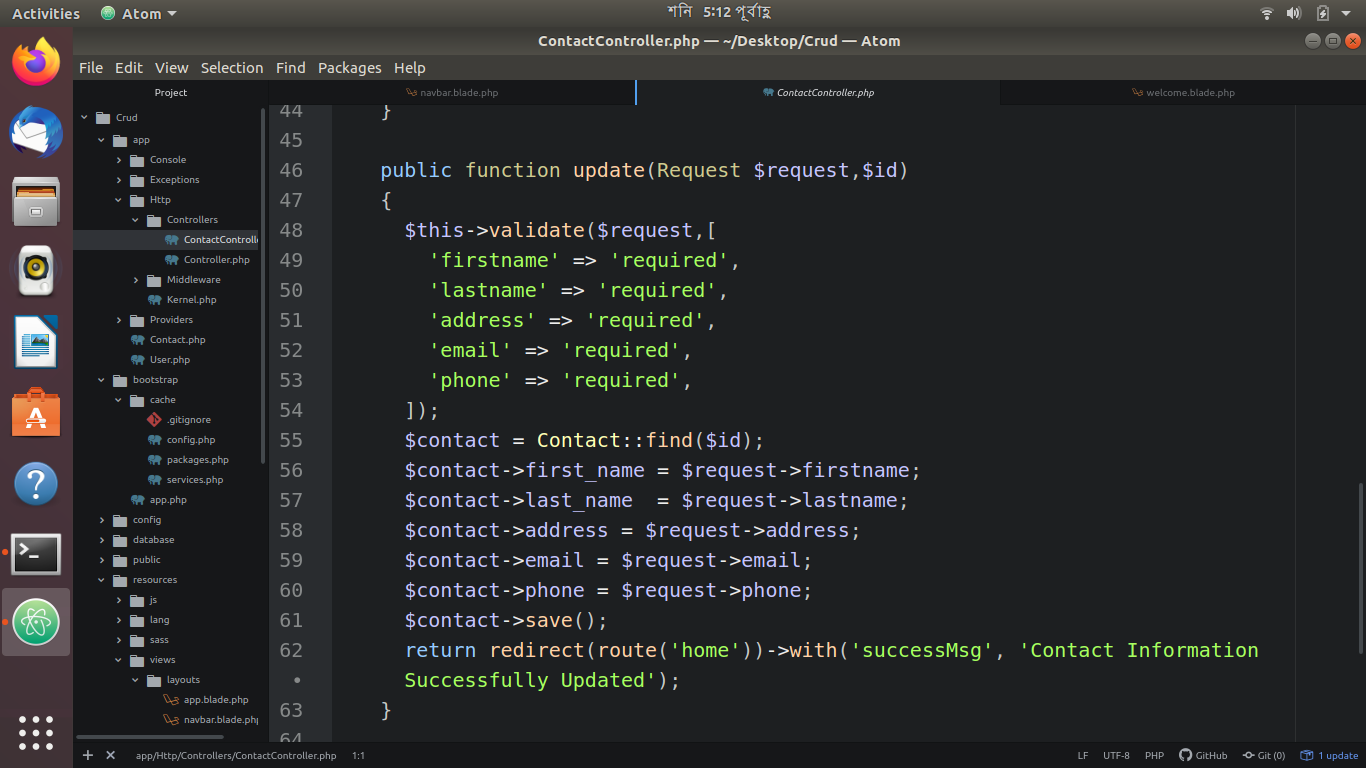 Activities Atom শনি 5:12 পূর্বাহ্ণ
ContactController.php — ~/Desktop/Crud — Atom
File Edit View Selection Find Packages Help
Project
Crud
app
Console
Exceptions
Http
Controllers
ContactControlle
Controller.php
Middleware
Kernel.php
Providers
Contact.php
User.php
bootstrap
cache
.gitignore
config.php
packages.php
services.php
app.php
config
database
public
resources
js
lang
sass
views
layouts
app.blade.php
navbar.blade.php
navbar.blade.php ContactController.php welcome.blade.php
44 }
45
46 public function update(Request $request,$id)
47 {
48 $this->validate($request,[
49 'firstname' => 'required',
50 'lastname' => 'required',
51 'address' => 'required',
52 'email' => 'required',
53 'phone' => 'required',
54 ]);
55 $contact = Contact::find($id);
56 $contact->first_name = $request->firstname;
57 $contact->last_name  = $request->lastname;
58 $contact->address = $request->address;
59 $contact->email = $request->email;
60 $contact->phone = $request->phone;
61 $contact->save();
62 return redirect(route('home'))->with('successMsg', 'Contact Information
• Successfully Updated');
63 }
64
app/Http/Controllers/ContactController.php 1:1 LF UTF-8 PHP GitHub Git (0) 1 update